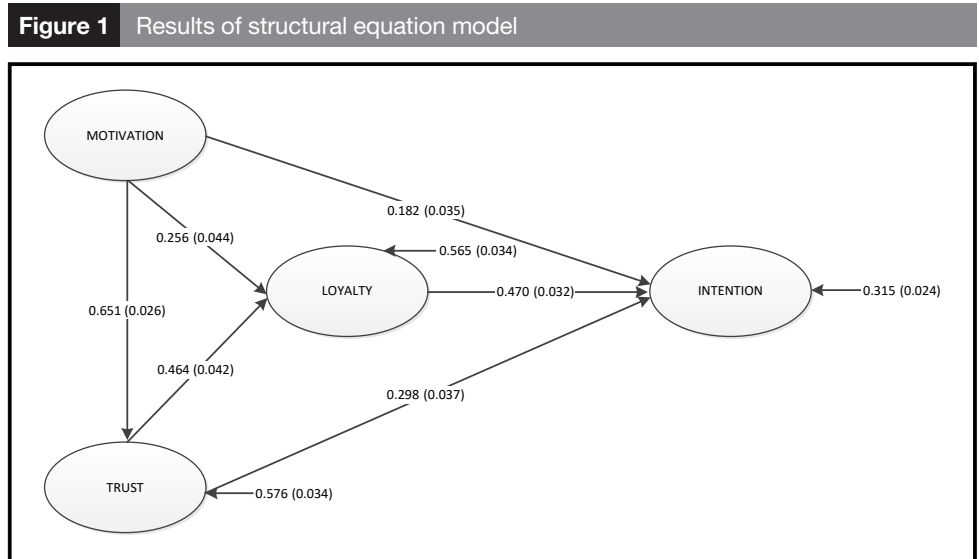 Figure 1 Results of structural equation model
MOTIVATION
0.182 (0.035)
0.256 (0.044)
0.565 (0.034)
LOYALTY
0.470 (0.032)
INTENTION
0.315 (0.024)
0.651 (0.026)
0.464 (0.042)
0.298 (0.037)
TRUST
0.576 (0.034)